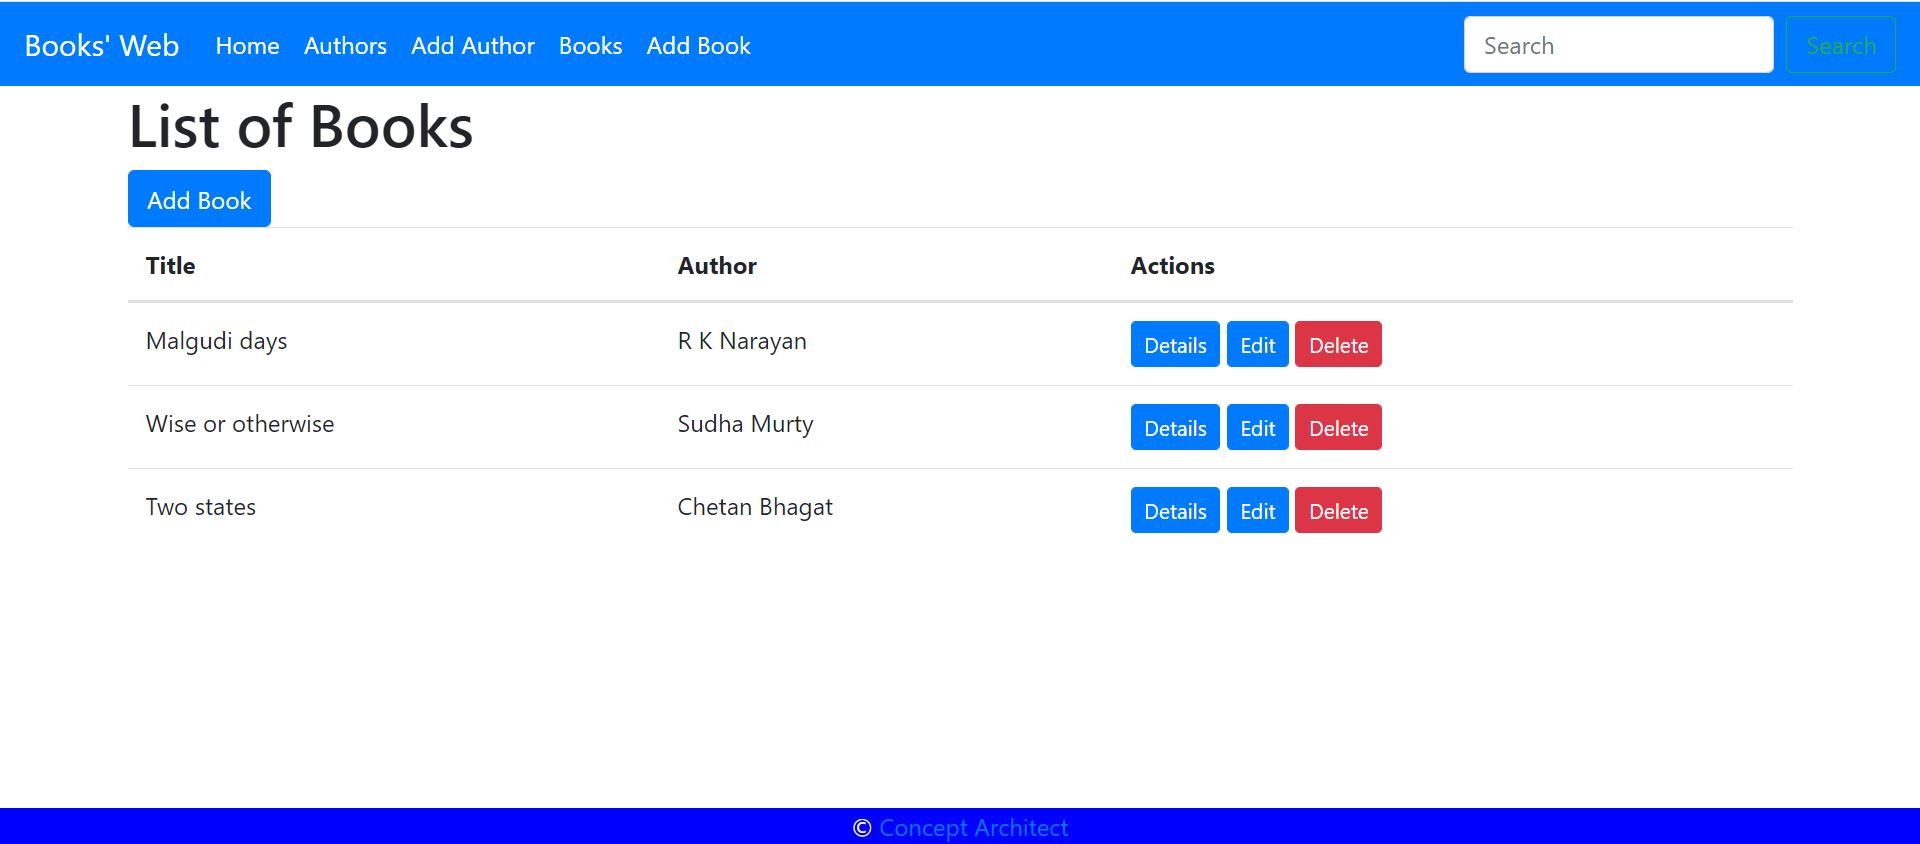 Books' Web Home Authors Add Author Books Add Book Search Search
List of Books
Add Book
Title Author Actions
Malgudi days R K Narayan Details Edit Delete
Wise or otherwise Sudha Murty Details Edit Delete
Two states Chetan Bhagat Details Edit Delete
© Concept Architect